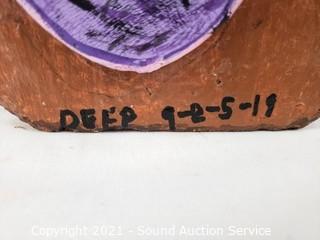 DEEP 9-2-5-19
Copyright 2021 - Sound Auction Service